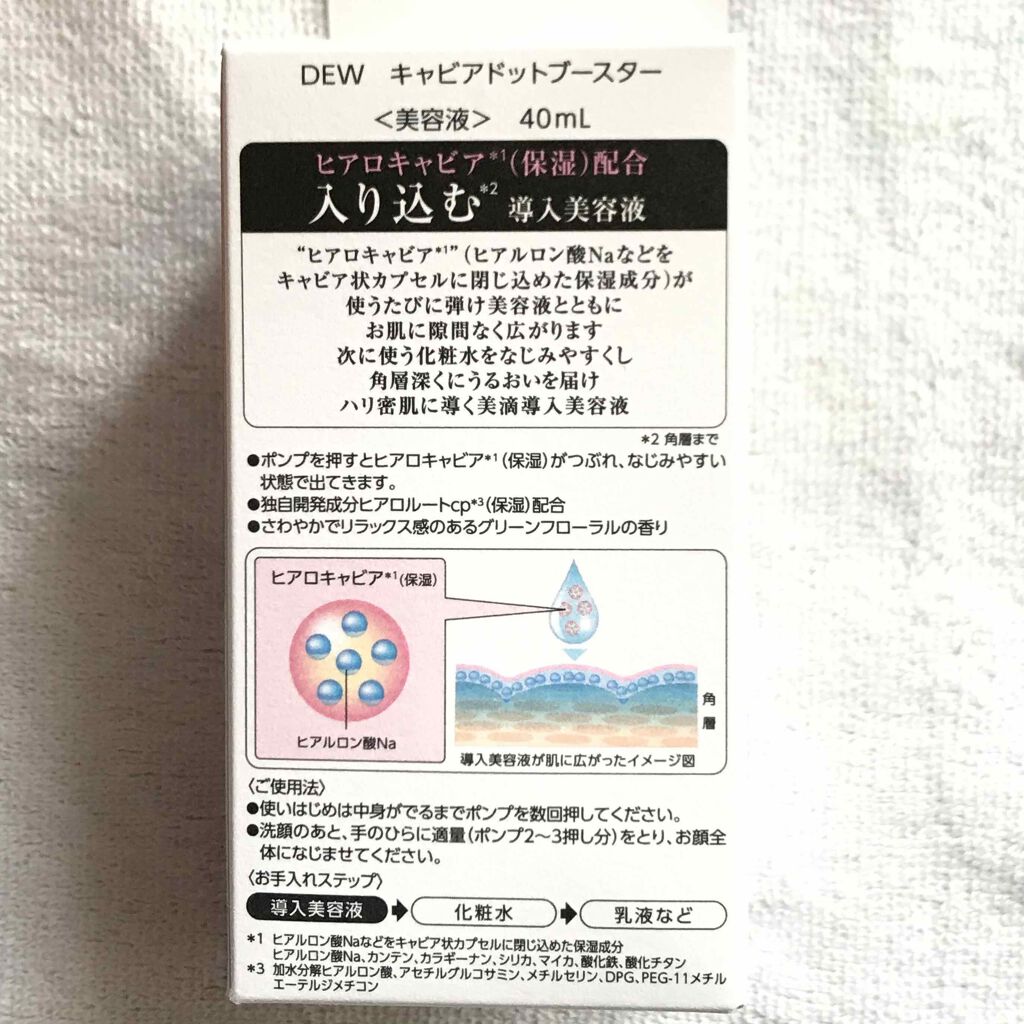 DEW キャビアドットブースター
＜美容液＞ 40mL
ヒアロキャビア*1(保湿)配合
入り込む*2 導入美容液
“ヒアロキャビア*1”(ヒアルロン酸Naなどを
キャビア状カプセルに閉じ込めた保湿成分)が
使うたびに弾け美容液とともに
お肌に隙間なく広がります
次に使う化粧水をなじみやすくし
角層深くにうるおいを届け
ハリ密肌に導く美滴導入美容液
*2 角層まで
●ポンプを押すとヒアロキャビア*1(保湿)がつぶれ、なじみやすい
状態で出てきます。
●独自開発成分ヒアロルートcp*3(保湿)配合
●さわやかでリラックス感のあるグリーンフローラルの香り
ヒアロキャビア*1(保湿)
ヒアルロン酸Na
角
層
導入美容液が肌に広がったイメージ図
〈ご使用法〉
●使いはじめは中身がでるまでポンプを数回押してください。
●洗顔のあと、手のひらに適量(ポンプ2〜3押し分)をとり、お顔全
体になじませてください。
〈お手入れステップ〉
導入美容液 → 化粧水 → 乳液など
*1 ヒアルロン酸Naなどをキャビア状カプセルに閉じ込めた保湿成分
ヒアルロン酸Na、カンテン、カラギーナン、シリカ、マイカ、酸化鉄、酸化チタン
*3 加水分解ヒアルロン酸、アセチルグルコサミン、メチルセリン、DPG、PEG-11メチル
エーテルジメチコン